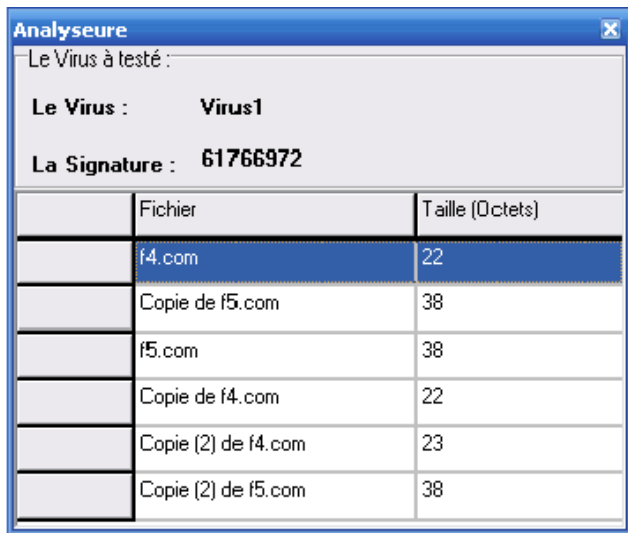 Analyseure
Le Virus à testé :
Le Virus : Virus1
La Signature : 61766972
Fichier Taille (Octets)
f4.com 22
Copie de f5.com 38
f5.com 38
Copie de f4.com 22
Copie (2) de f4.com 23
Copie (2) de f5.com 38